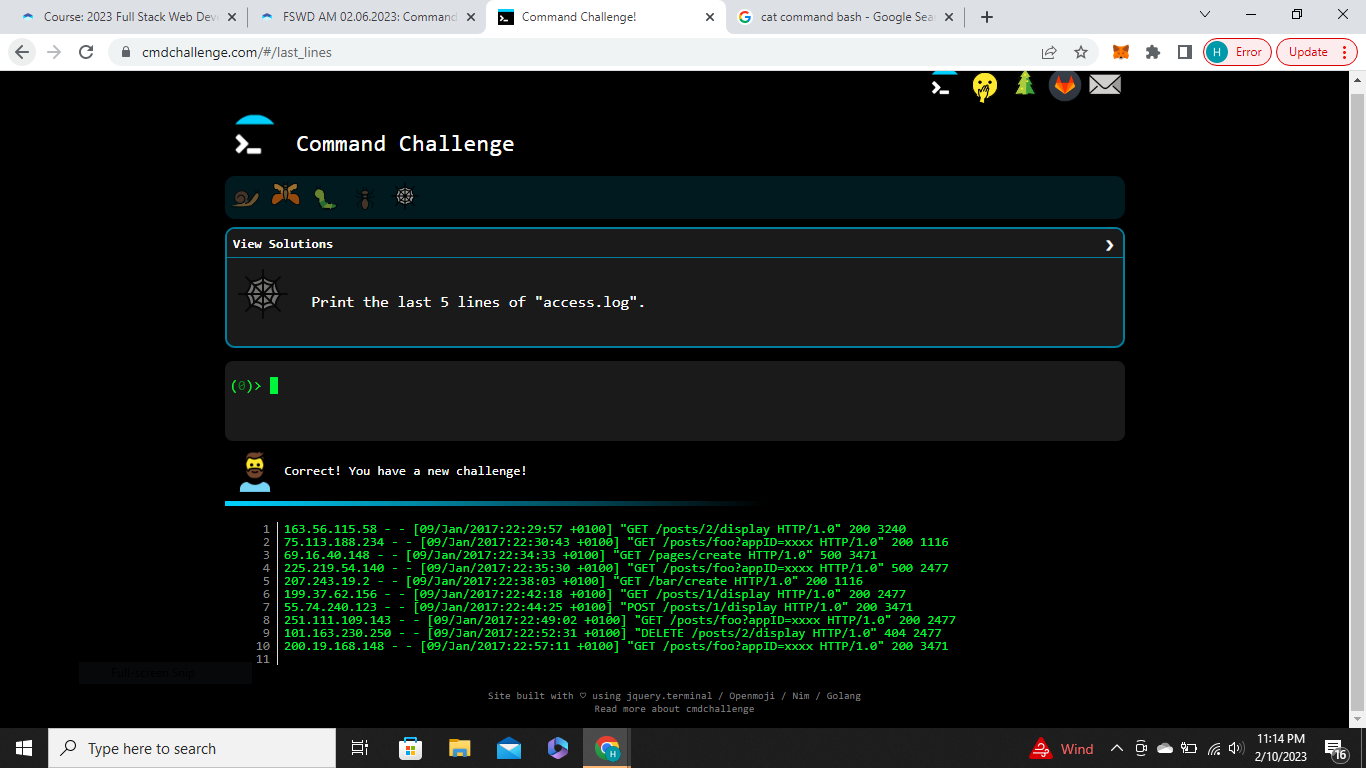 Course: 2023 Full Stack Web Dev
FSWD AM 02.06.2023: Command
Command Challenge!
cat command bash - Google Sea
cmdchallenge.com/#/last_lines
H Error
Update
Command Challenge
View Solutions
Print the last 5 lines of "access.log".
(0)>
Correct! You have a new challenge!
1 163.56.115.58 - - [09/Jan/2017:22:29:57 +0100] "GET /posts/2/display HTTP/1.0" 200 3240
2 75.113.188.234 - - [09/Jan/2017:22:30:43 +0100] "GET /posts/foo?appID=xxxx HTTP/1.0" 200 1116
3 69.16.40.148 - - [09/Jan/2017:22:34:33 +0100] "GET /pages/create HTTP/1.0" 500 3471
4 225.219.54.140 - - [09/Jan/2017:22:35:30 +0100] "GET /posts/foo?appID=xxxx HTTP/1.0" 500 2477
5 207.243.19.2 - - [09/Jan/2017:22:38:03 +0100] "GET /bar/create HTTP/1.0" 200 1116
6 199.37.62.156 - - [09/Jan/2017:22:42:18 +0100] "GET /posts/1/display HTTP/1.0" 200 2477
7 55.74.240.123 - - [09/Jan/2017:22:44:25 +0100] "POST /posts/1/display HTTP/1.0" 200 3471
8 251.111.109.143 - - [09/Jan/2017:22:49:02 +0100] "GET /posts/foo?appID=xxxx HTTP/1.0" 200 2477
9 101.163.230.250 - - [09/Jan/2017:22:52:31 +0100] "DELETE /posts/2/display HTTP/1.0" 404 2477
10 200.19.168.148 - - [09/Jan/2017:22:57:11 +0100] "GET /posts/foo?appID=xxxx HTTP/1.0" 200 3471
11
Full-screen Snip
Site built with ♡ using jquery.terminal / Openmoji / Nim / Golang
Read more about cmdchallenge
Type here to search
H
Wind
11:14 PM
2/10/2023
16